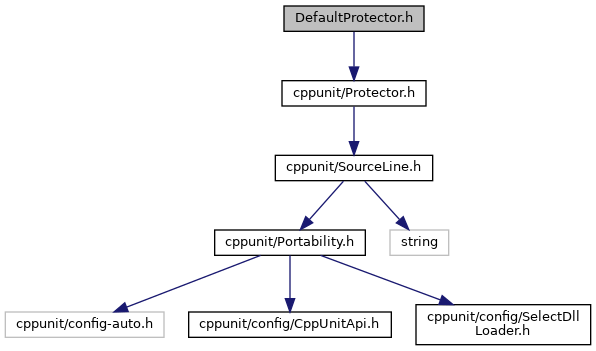 DefaultProtector.h
cppunit/Protector.h
cppunit/SourceLine.h
cppunit/Portability.h
string
cppunit/config-auto.h
cppunit/config/CppUnitApi.h
cppunit/config/SelectDll
Loader.h